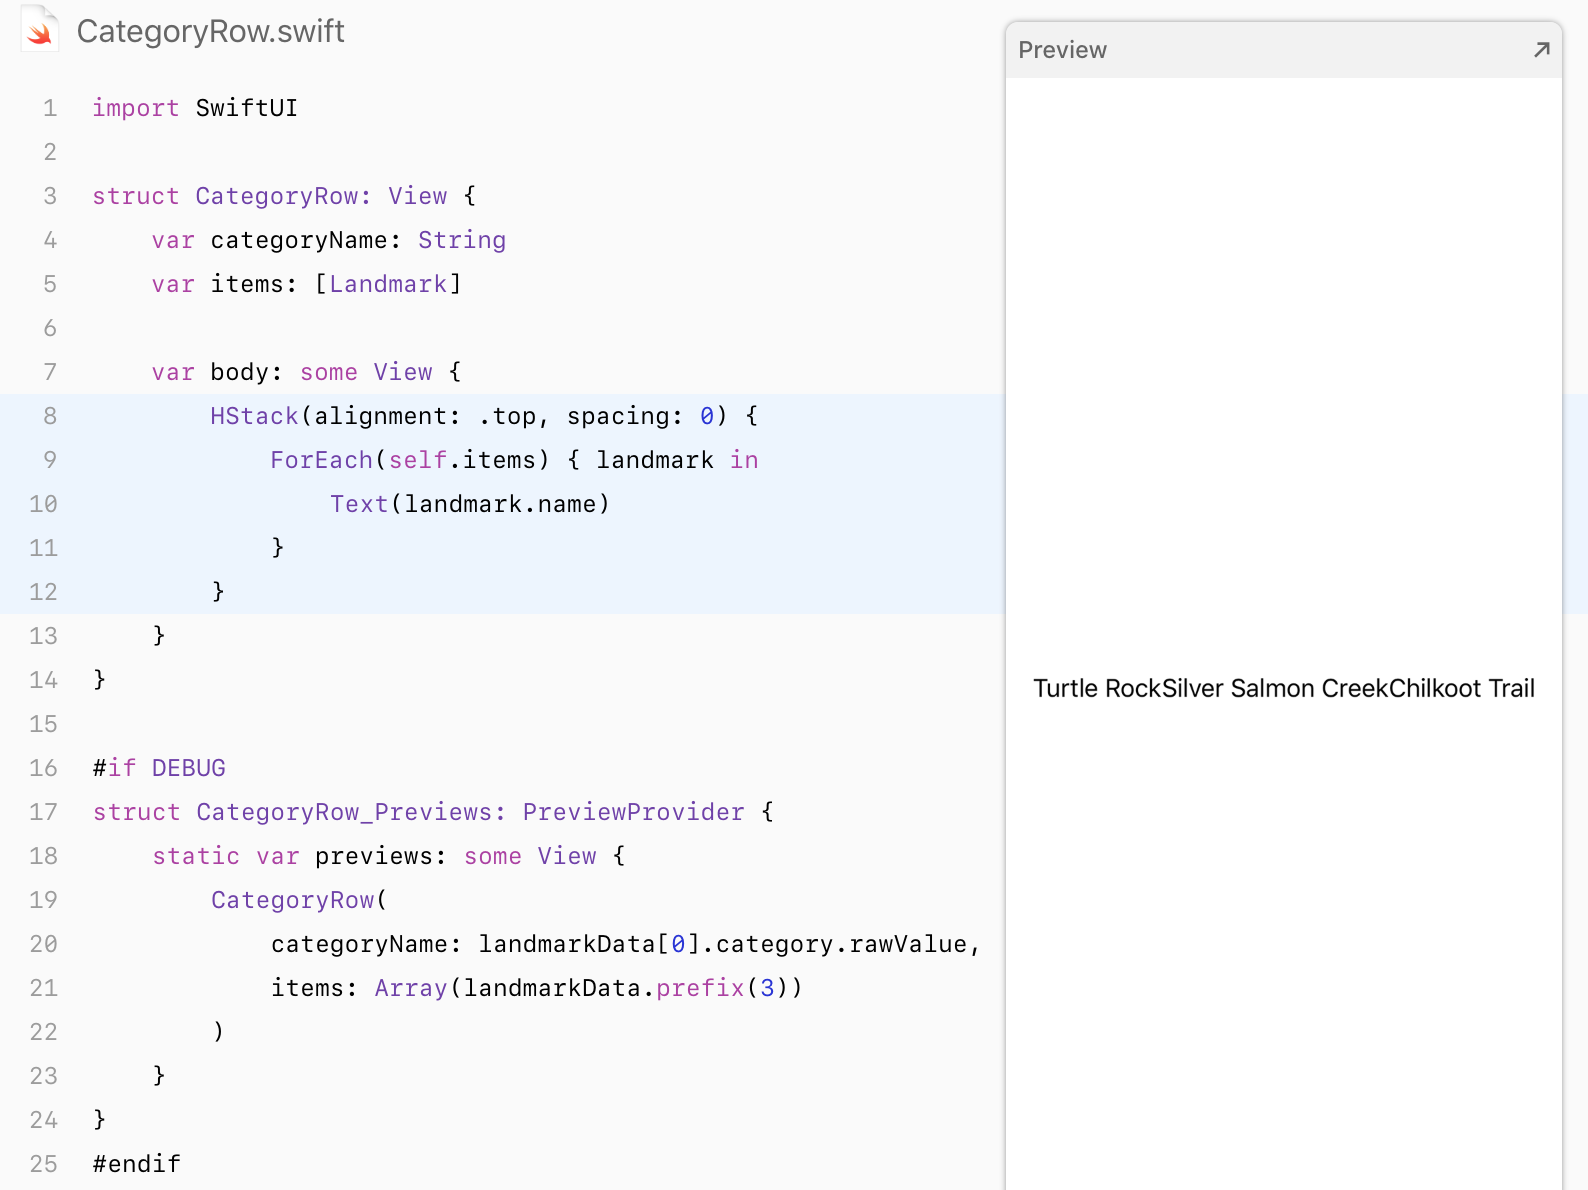 CategoryRow.swift
Preview
1 import SwiftUI
2
3 struct CategoryRow: View {
4     var categoryName: String
5     var items: [Landmark]
6
7     var body: some View {
8         HStack(alignment: .top, spacing: 0) {
9             ForEach(self.items) { landmark in
10                 Text(landmark.name)
11             }
12         }
13     }
14 }
15
16 #if DEBUG
17 struct CategoryRow_Previews: PreviewProvider {
18     static var previews: some View {
19         CategoryRow(
20             categoryName: landmarkData[0].category.rawValue,
21             items: Array(landmarkData.prefix(3))
22         )
23     }
24 }
25 #endif
Turtle RockSilver Salmon CreekChilkoot Trail